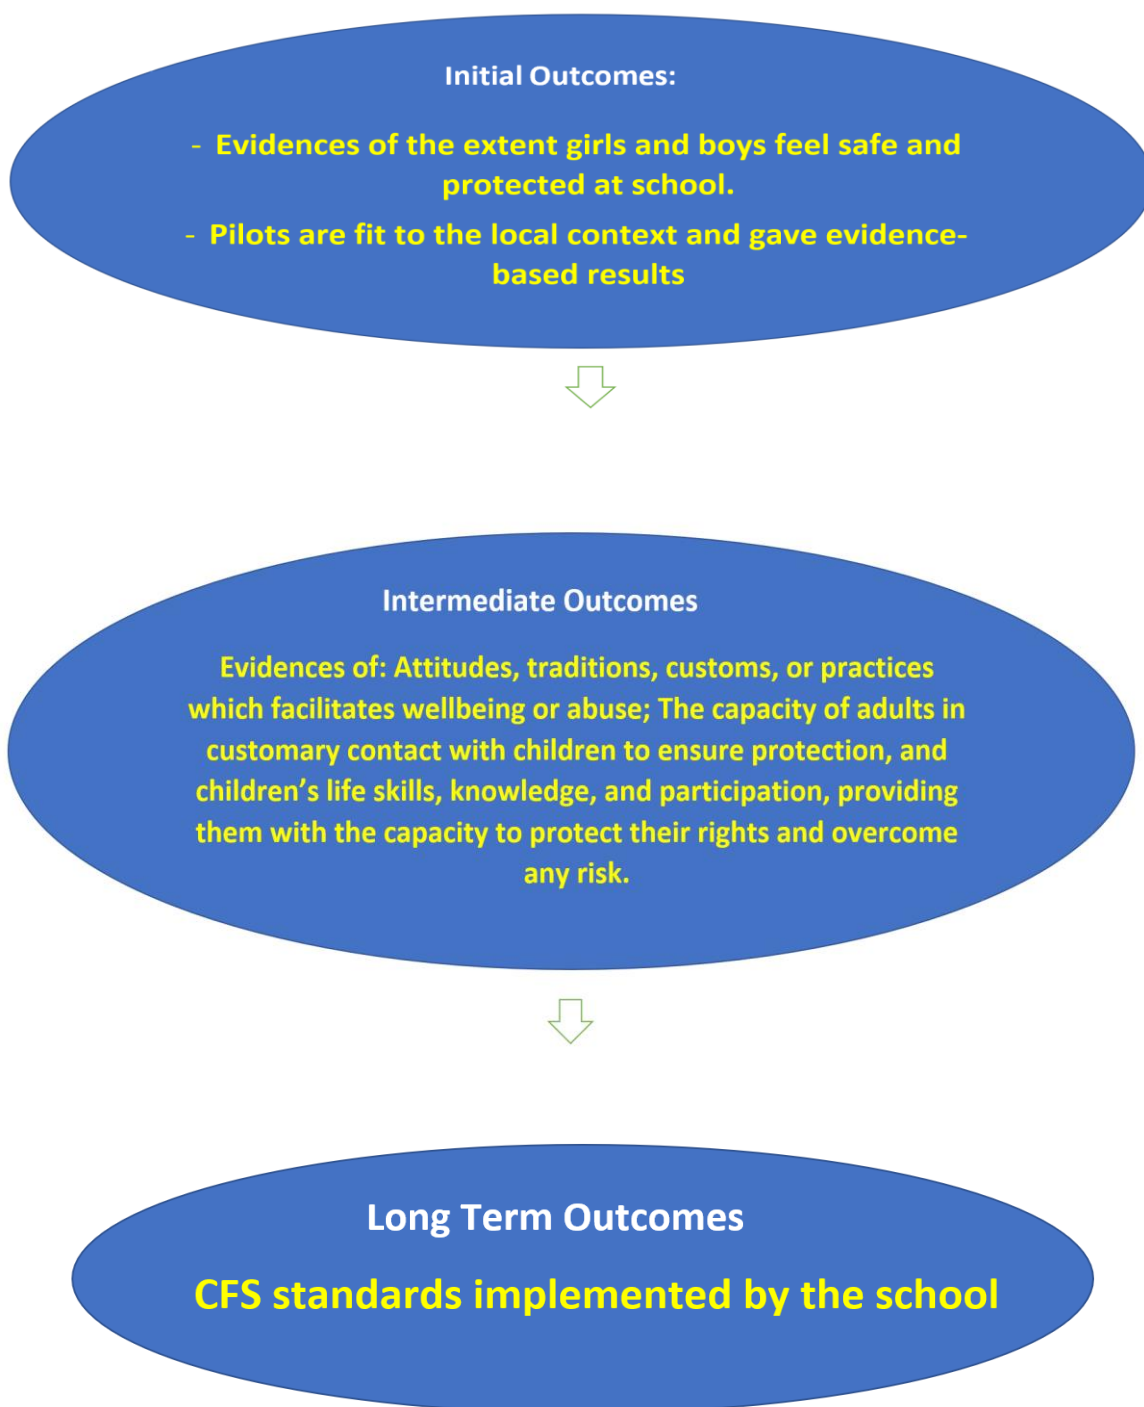 Initial Outcomes:
- Evidences of the extent girls and boys feel safe and
protected at school.
- Pilots are fit to the local context and gave evidence-
based results
Intermediate Outcomes
Evidences of: Attitudes, traditions, customs, or practices
which facilitates wellbeing or abuse; The capacity of adults in
customary contact with children to ensure protection, and
children’s life skills, knowledge, and participation, providing
them with the capacity to protect their rights and overcome
any risk.
Long Term Outcomes
CFS standards implemented by the school